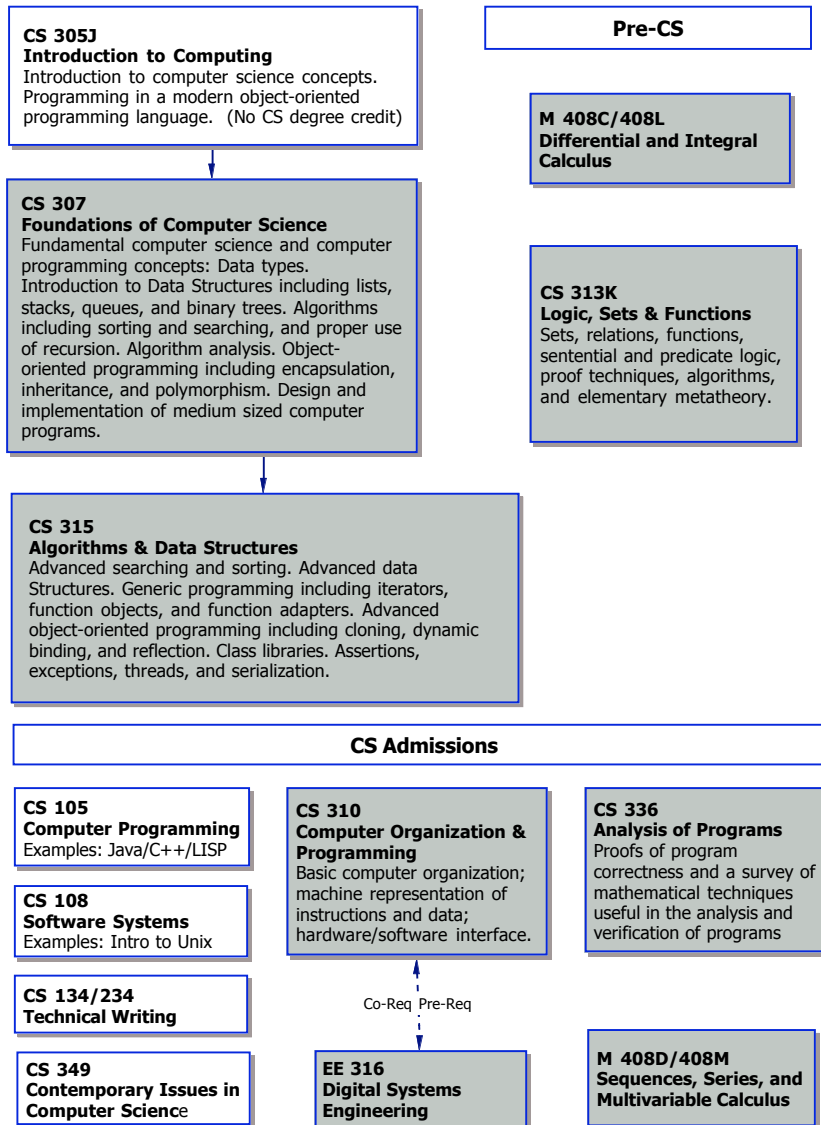 CS 305J
Introduction to Computing
Introduction to computer science concepts.
Programming in a modern object-oriented
programming language.  (No CS degree credit)
Pre-CS
M 408C/408L
Differential and Integral
Calculus
CS 307
Foundations of Computer Science
Fundamental computer science and computer
programming concepts: Data types.
Introduction to Data Structures including lists,
stacks, queues, and binary trees. Algorithms
including sorting and searching, and proper use
of recursion. Algorithm analysis. Object-
oriented programming including encapsulation,
inheritance, and polymorphism. Design and
implementation of medium sized computer
programs.
CS 313K
Logic, Sets & Functions
Sets, relations, functions,
sentential and predicate logic,
proof techniques, algorithms,
and elementary metatheory.
CS 315
Algorithms & Data Structures
Advanced searching and sorting. Advanced data
Structures. Generic programming including iterators,
function objects, and function adapters. Advanced
object-oriented programming including cloning, dynamic
binding, and reflection. Class libraries. Assertions,
exceptions, threads, and serialization.
CS Admissions
CS 105
Computer Programming
Examples: Java/C++/LISP
CS 108
Software Systems
Examples: Intro to Unix
CS 134/234
Technical Writing
CS 349
Contemporary Issues in
Computer Science
CS 310
Computer Organization &
Programming
Basic computer organization;
machine representation of
instructions and data;
hardware/software interface.
Co-Req Pre-Req
EE 316
Digital Systems
Engineering
CS 336
Analysis of Programs
Proofs of program
correctness and a survey of
mathematical techniques
useful in the analysis and
verification of programs
M 408D/408M
Sequences, Series, and
Multivariable Calculus